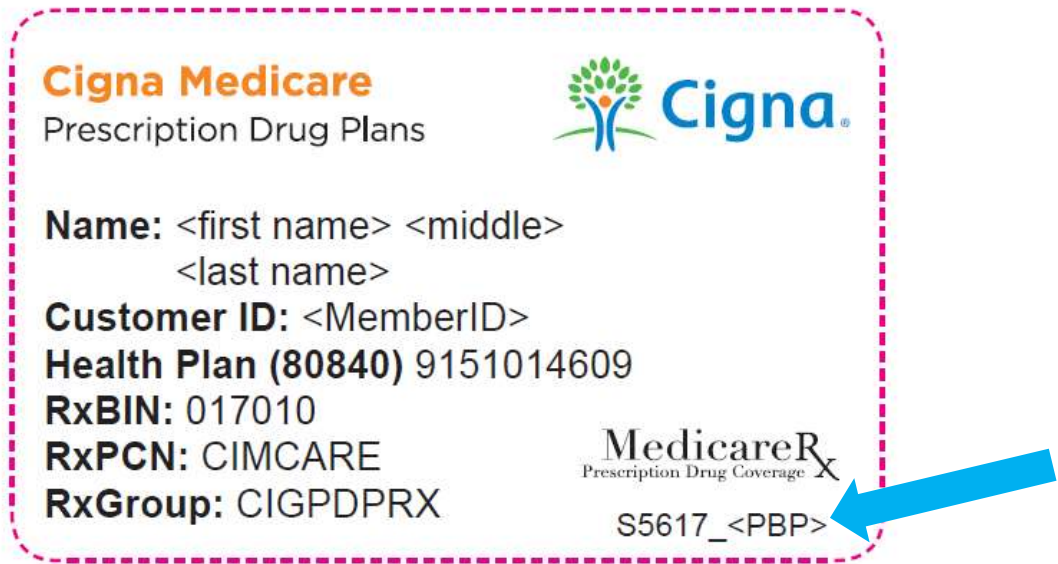 Cigna Medicare
Prescription Drug Plans
Cigna®
Name: <first name> <middle>
<last name>
Customer ID: <MemberID>
Health Plan (80840) 9151014609
RxBIN: 017010
RxPCN: CIMCARE
RxGroup: CIGPDPRX
MedicareRx
Prescription Drug Coverage
S5617_<PBP>